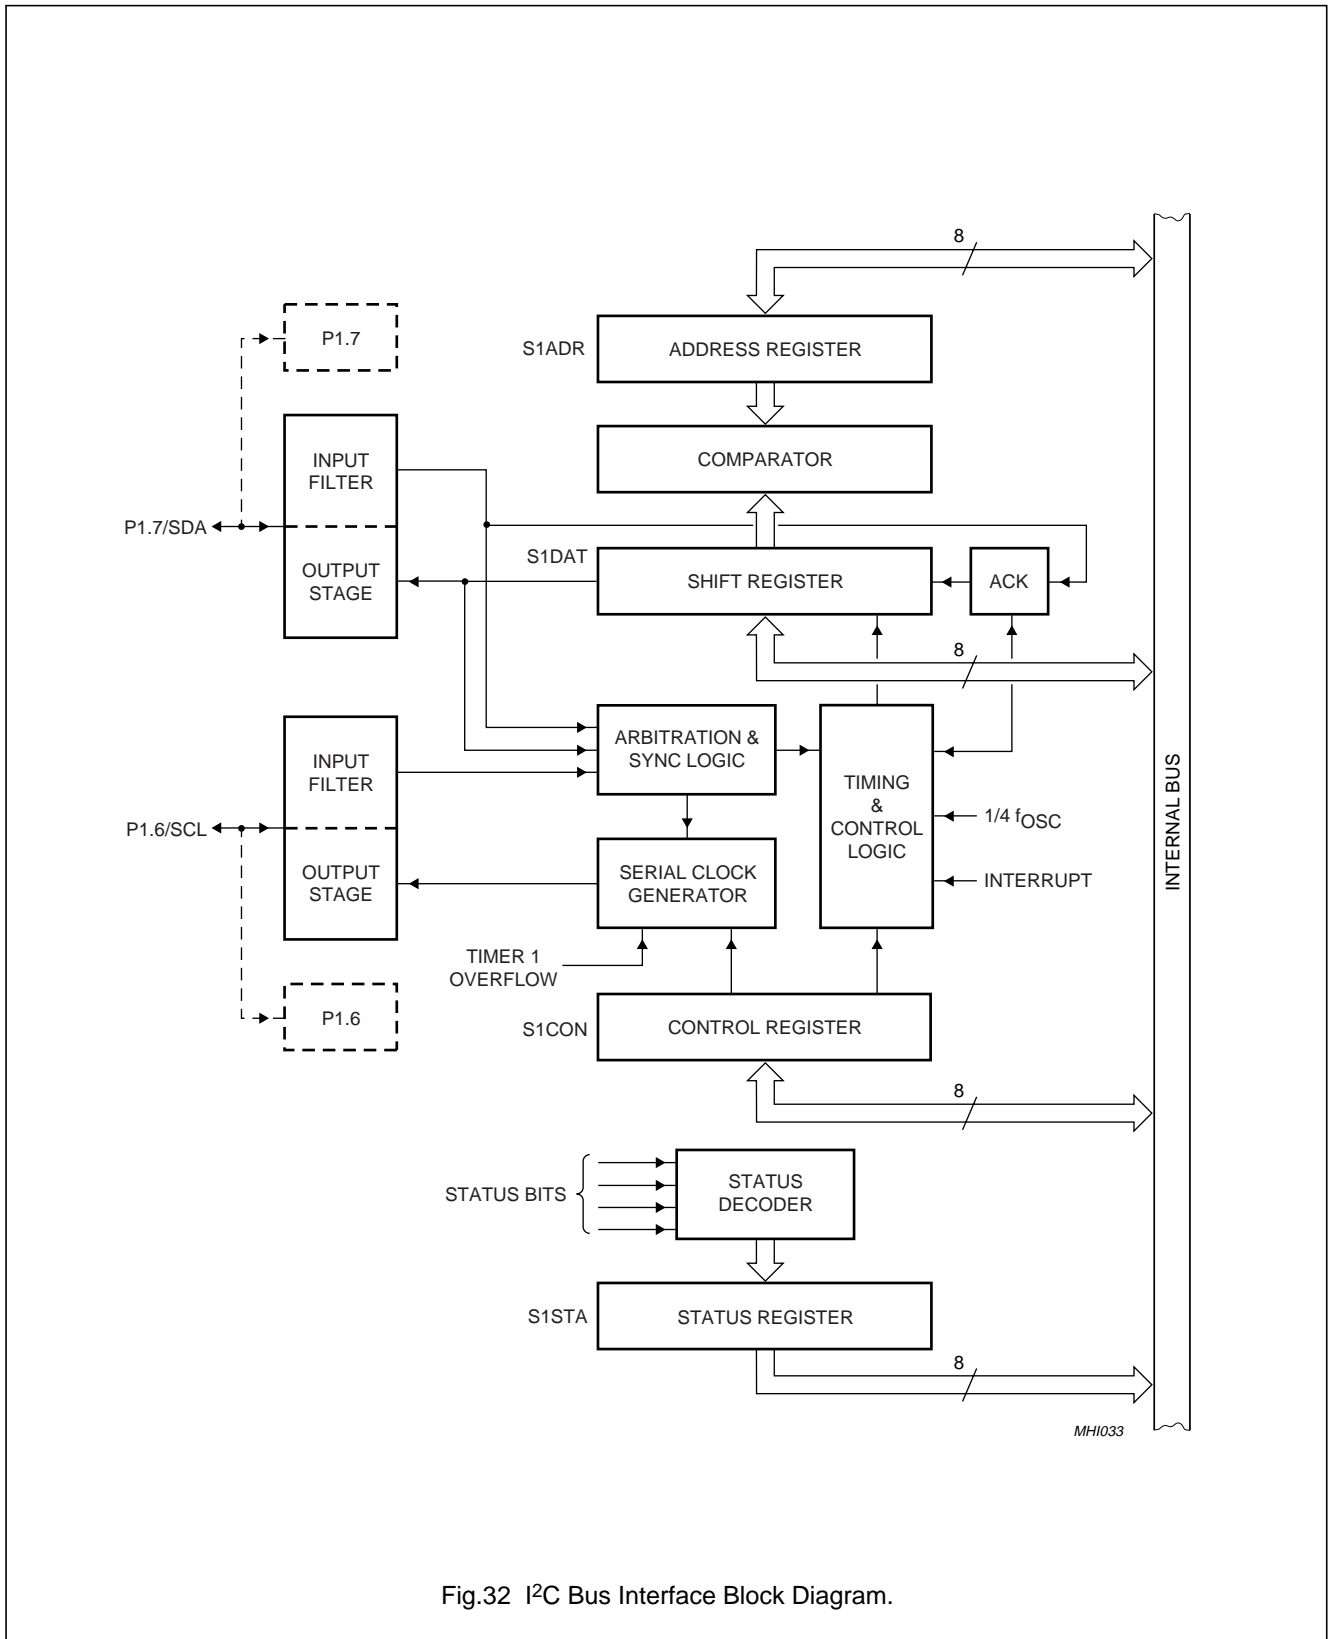 8
P1.7
S1ADR
ADDRESS REGISTER
INPUT
FILTER
COMPARATOR
P1.7/SDA
OUTPUT
STAGE
S1DAT
SHIFT REGISTER
ACK
8
INPUT
FILTER
ARBITRATION &
SYNC LOGIC
TIMING
&
CONTROL
LOGIC
1/4 fOSC
INTERRUPT
INTERNAL BUS
P1.6/SCL
OUTPUT
STAGE
SERIAL CLOCK
GENERATOR
TIMER 1
OVERFLOW
P1.6
S1CON
CONTROL REGISTER
8
STATUS BITS
STATUS
DECODER
S1STA
STATUS REGISTER
8
MHI033
Fig.32 I²C Bus Interface Block Diagram.